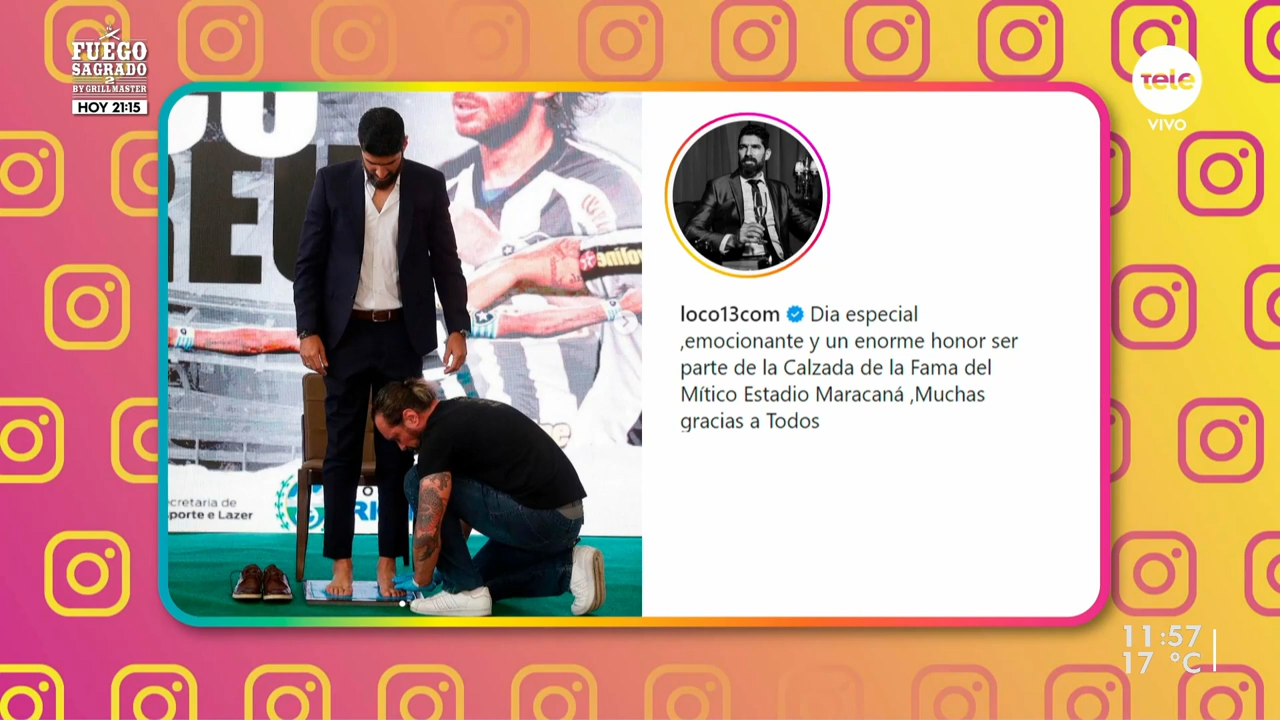 FUEGO
SAGRADO
2
BY GRILLMASTER
HOY 21:15
Tele
VIVO
loco13com Dia especial
,emocionante y un enorme honor ser
parte de la Calzada de la Fama del
Mítico Estadio Maracaná ,Muchas
gracias a Todos
REU
ecretaria de
sporte e Lazer
11:57
17 °C